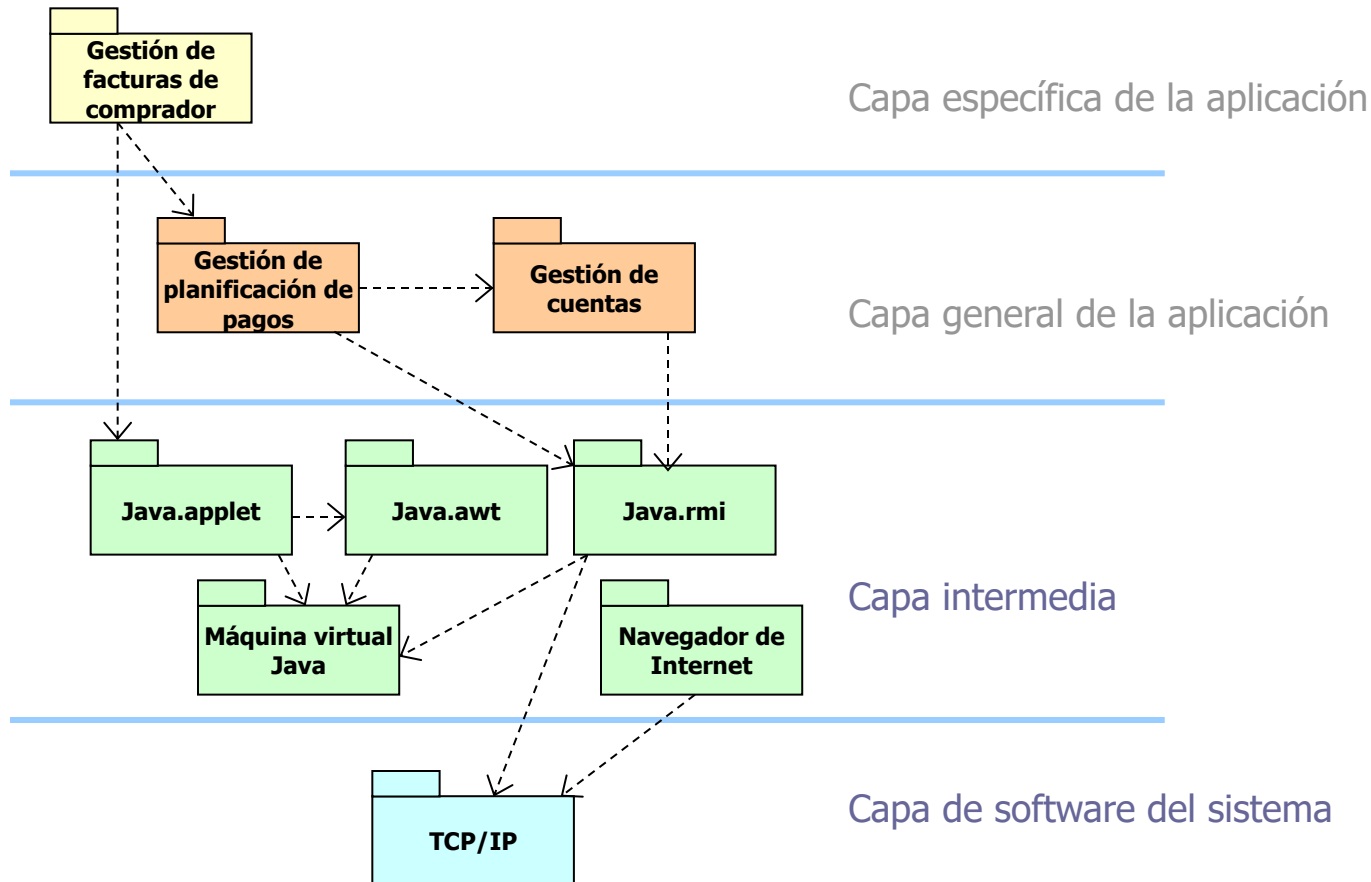 Gestión de
facturas de
comprador
Capa específica de la aplicación
Gestión de
planificación de
pagos
Gestión de
cuentas
Capa general de la aplicación
Java.applet
Java.awt
Java.rmi
Máquina virtual
Java
Navegador de
Internet
Capa intermedia
TCP/IP
Capa de software del sistema